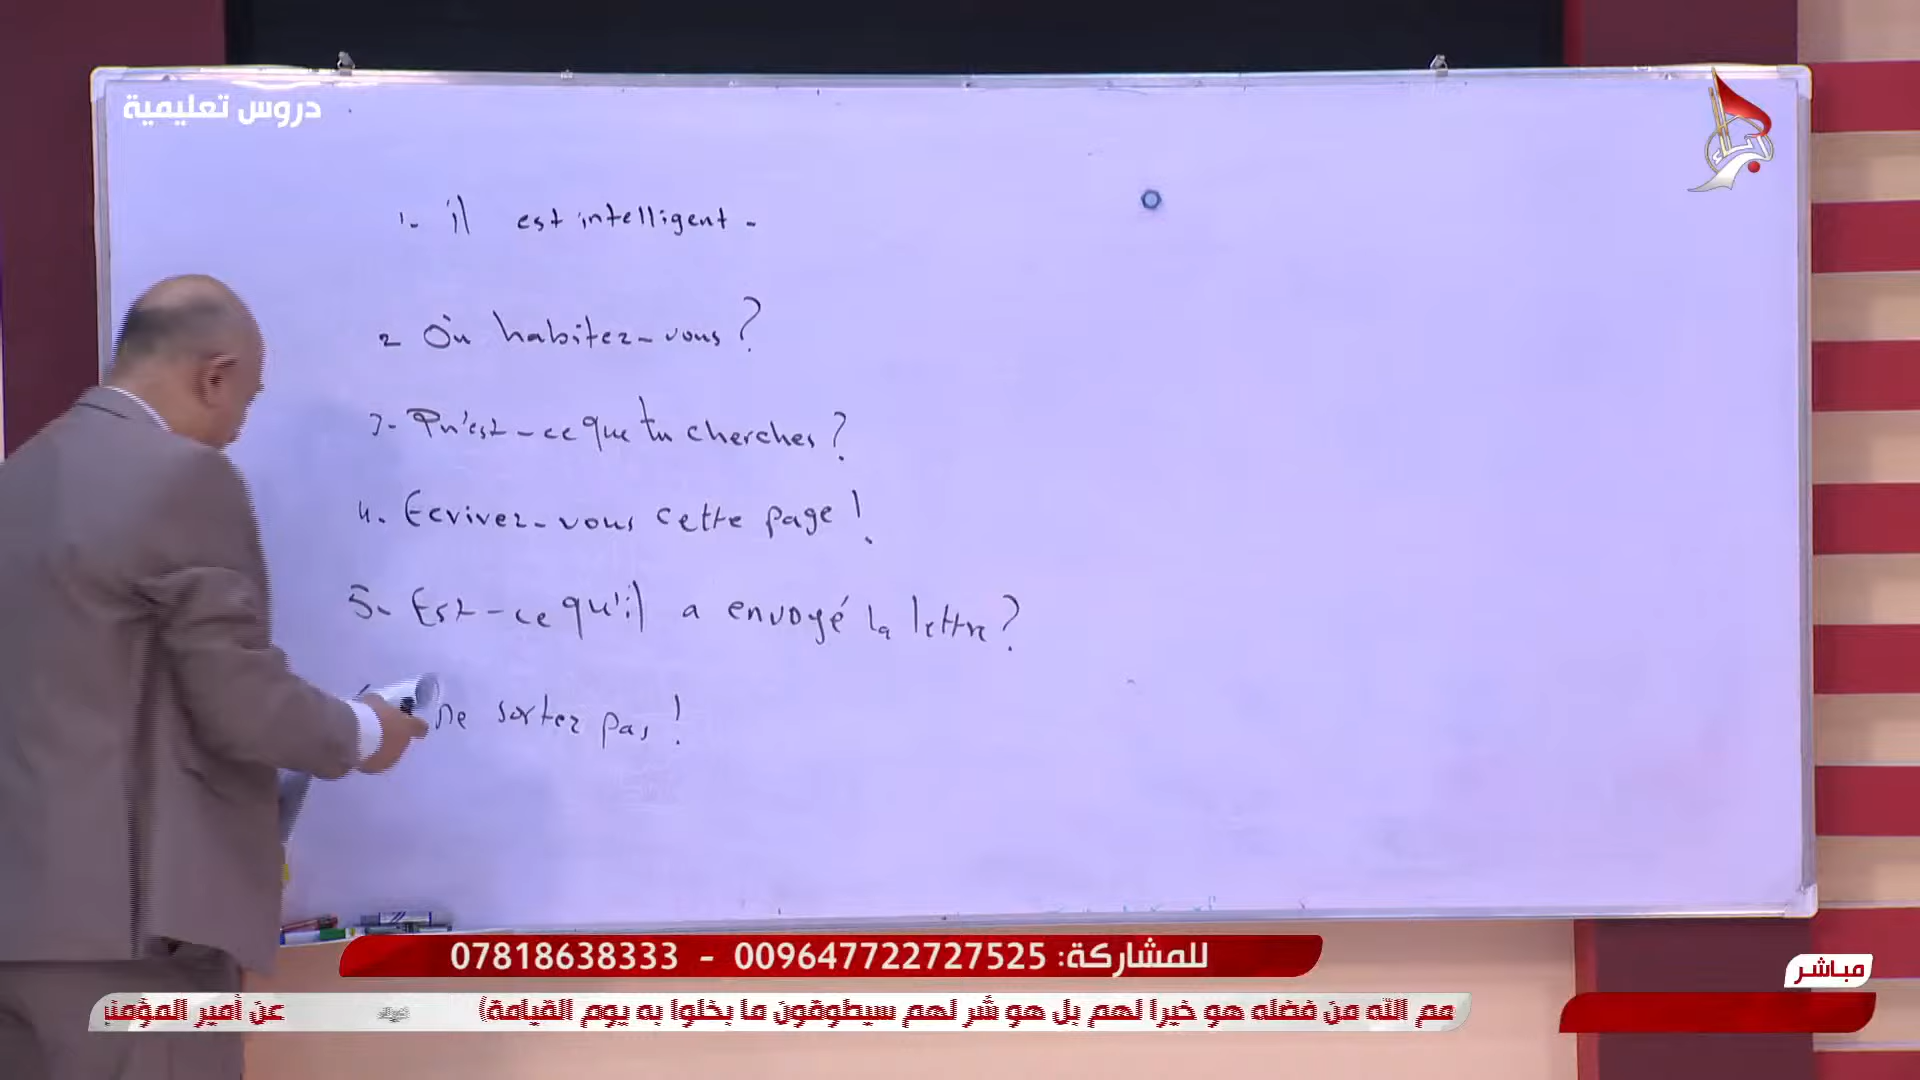 دروس تعليمية
1- il est intelligent -
2 Où habitez-vous ?
3- Qu'est-ce que tu cherches ?
4- Ecrivez-vous cette page !
5- Est-ce qu'il a envoyé la lettre ?
ne sortez pas !
للمشاركة: 009647722727525 - 07818638333
مباشر
عم الله من فضله هو خيرا لهم بل هو شر لهم سيطوقون ما بخلوا به يوم القيامة) عن أمير المؤمنـ